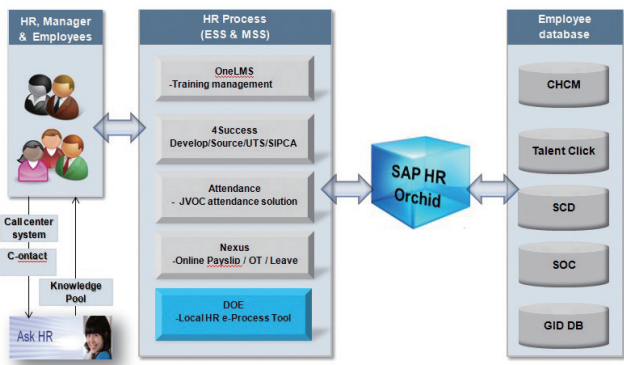 HR, Manager
& Employees
Call center
system
C-ontact
Knowledge
Pool
Ask HR
HR Process
(ESS & MSS)
OneLMS
-Training management
4Success
Develop/Source/UTS/SIPCA
Attendance
- JVOC attendance solution
Nexus
-Online Payslip / OT / Leave
DOE
-Local HR e-Process Tool
SAP HR
Orchid
Employee
database
CHCM
Talent Click
SCD
SOC
GID DB